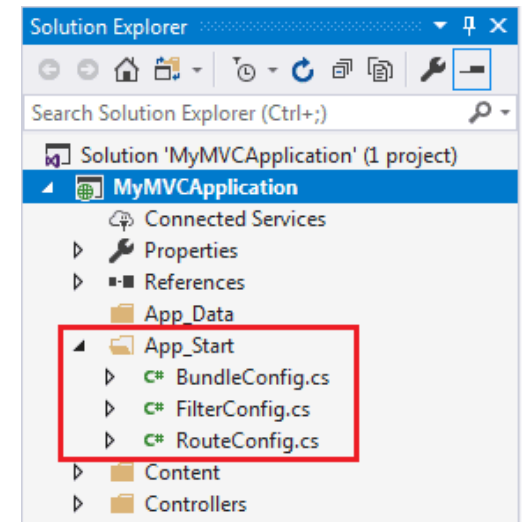 Solution Explorer
Search Solution Explorer (Ctrl+;)
Solution 'MyMVCApplication' (1 project)
MyMVCApplication
Connected Services
Properties
References
App_Data
App_Start
C# BundleConfig.cs
C# FilterConfig.cs
C# RouteConfig.cs
Content
Controllers